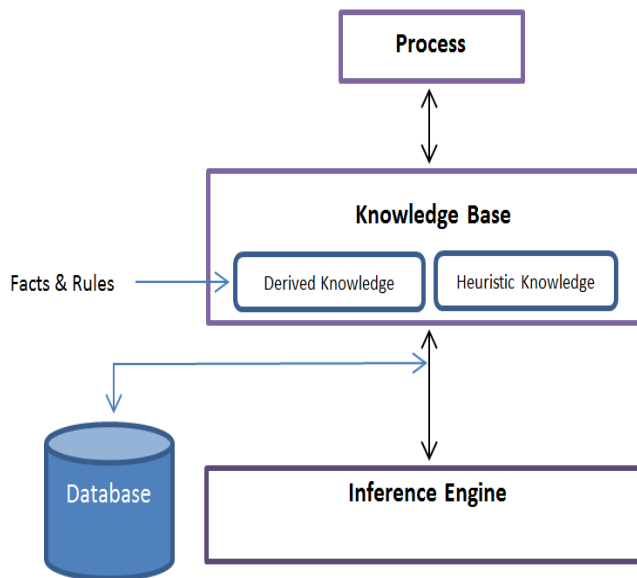 Process
Knowledge Base
Facts & Rules
Derived Knowledge
Heuristic Knowledge
Database
Inference Engine